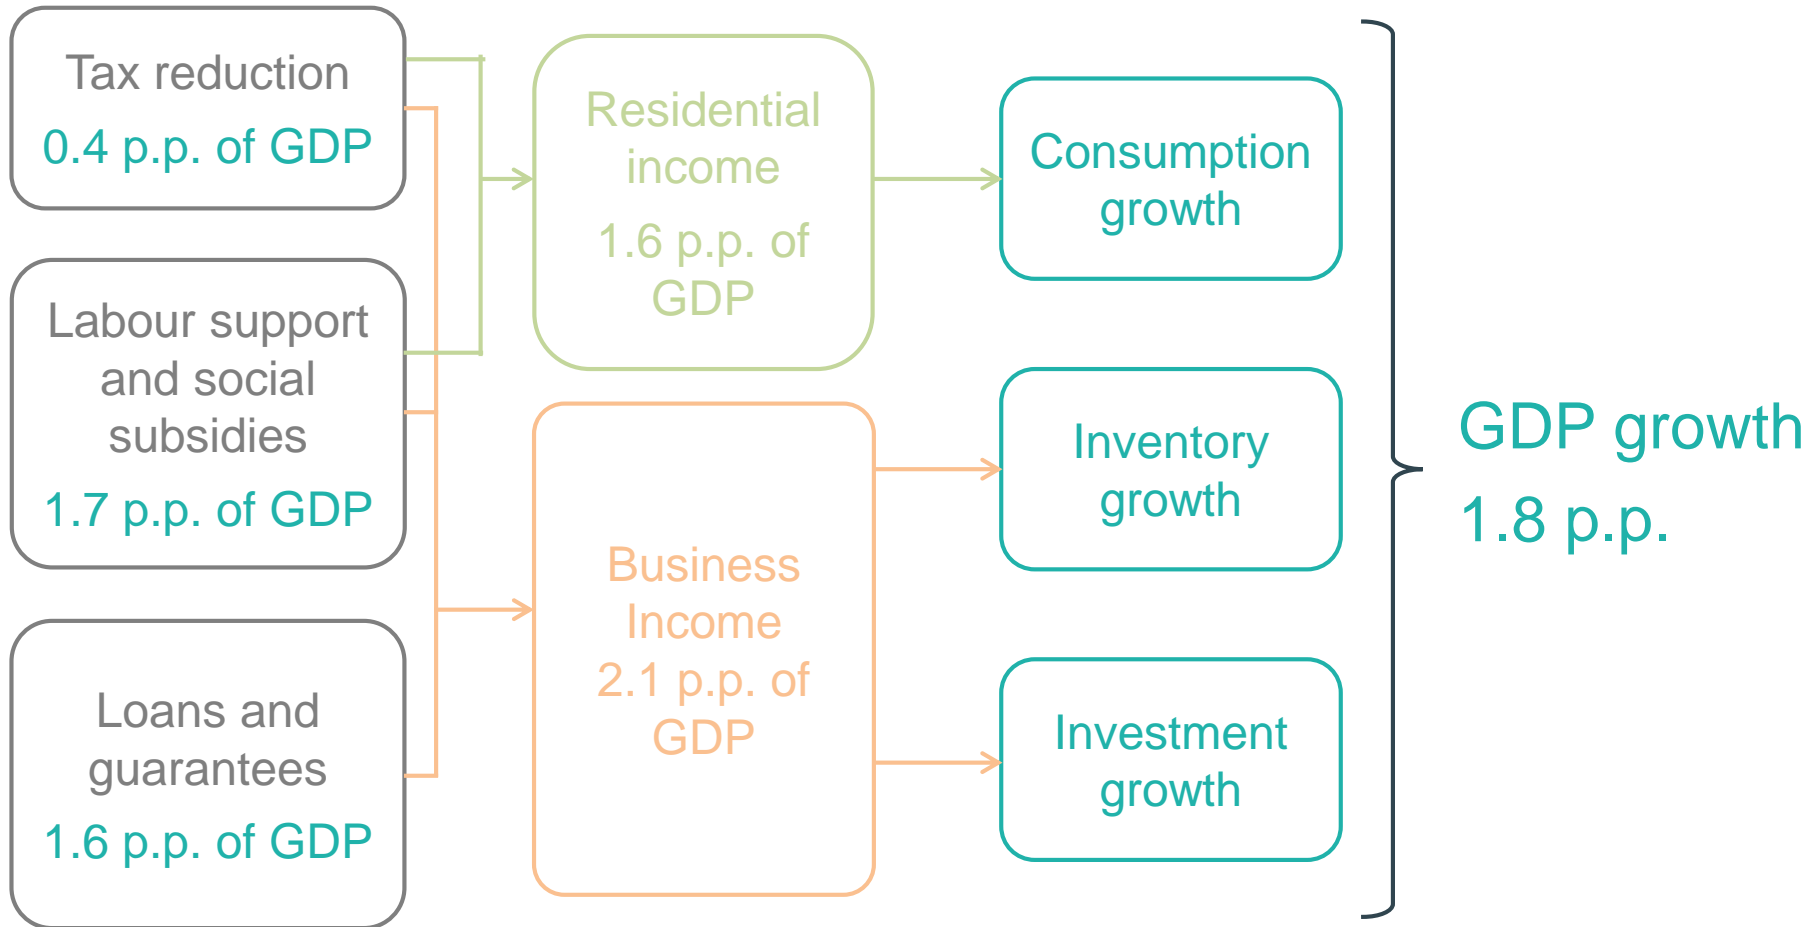 Tax reduction
0.4 p.p. of GDP
Labour support
and social
subsidies
1.7 p.p. of GDP
Loans and
guarantees
1.6 p.p. of GDP
Residential
income
1.6 p.p. of
GDP
Business
Income
2.1 p.p. of
GDP
Consumption
growth
Inventory
growth
Investment
growth
GDP growth
1.8 p.p.